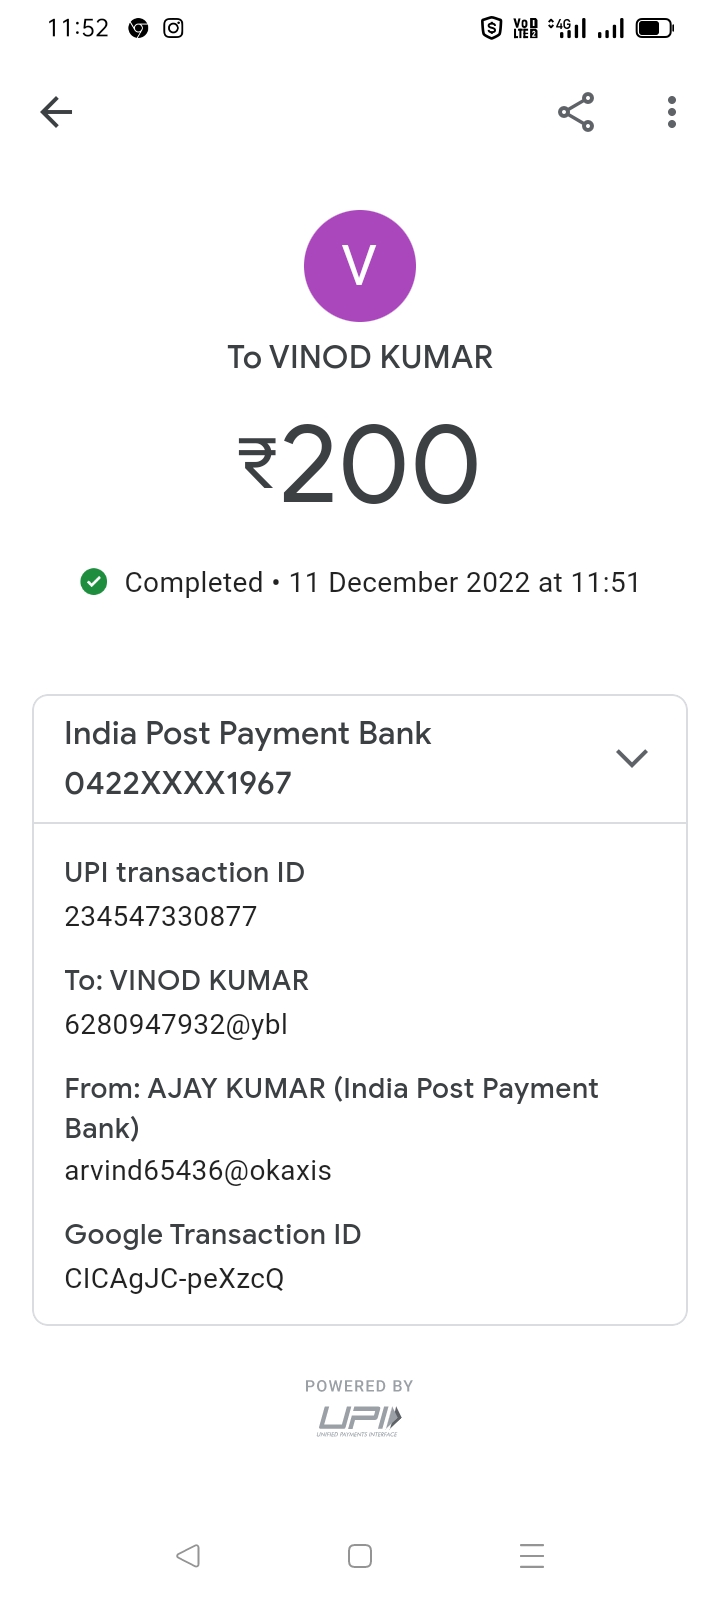 11:52
VoD 4G
LTE2
V
To VINOD KUMAR
₹200
Completed • 11 December 2022 at 11:51
India Post Payment Bank
0422XXXX1967
UPI transaction ID
234547330877
To: VINOD KUMAR
6280947932@ybl
From: AJAY KUMAR (India Post Payment
Bank)
arvind65436@okaxis
Google Transaction ID
CICAgJC-peXzcQ
POWERED BY
UPI
UNIFIED PAYMENTS INTERFACE